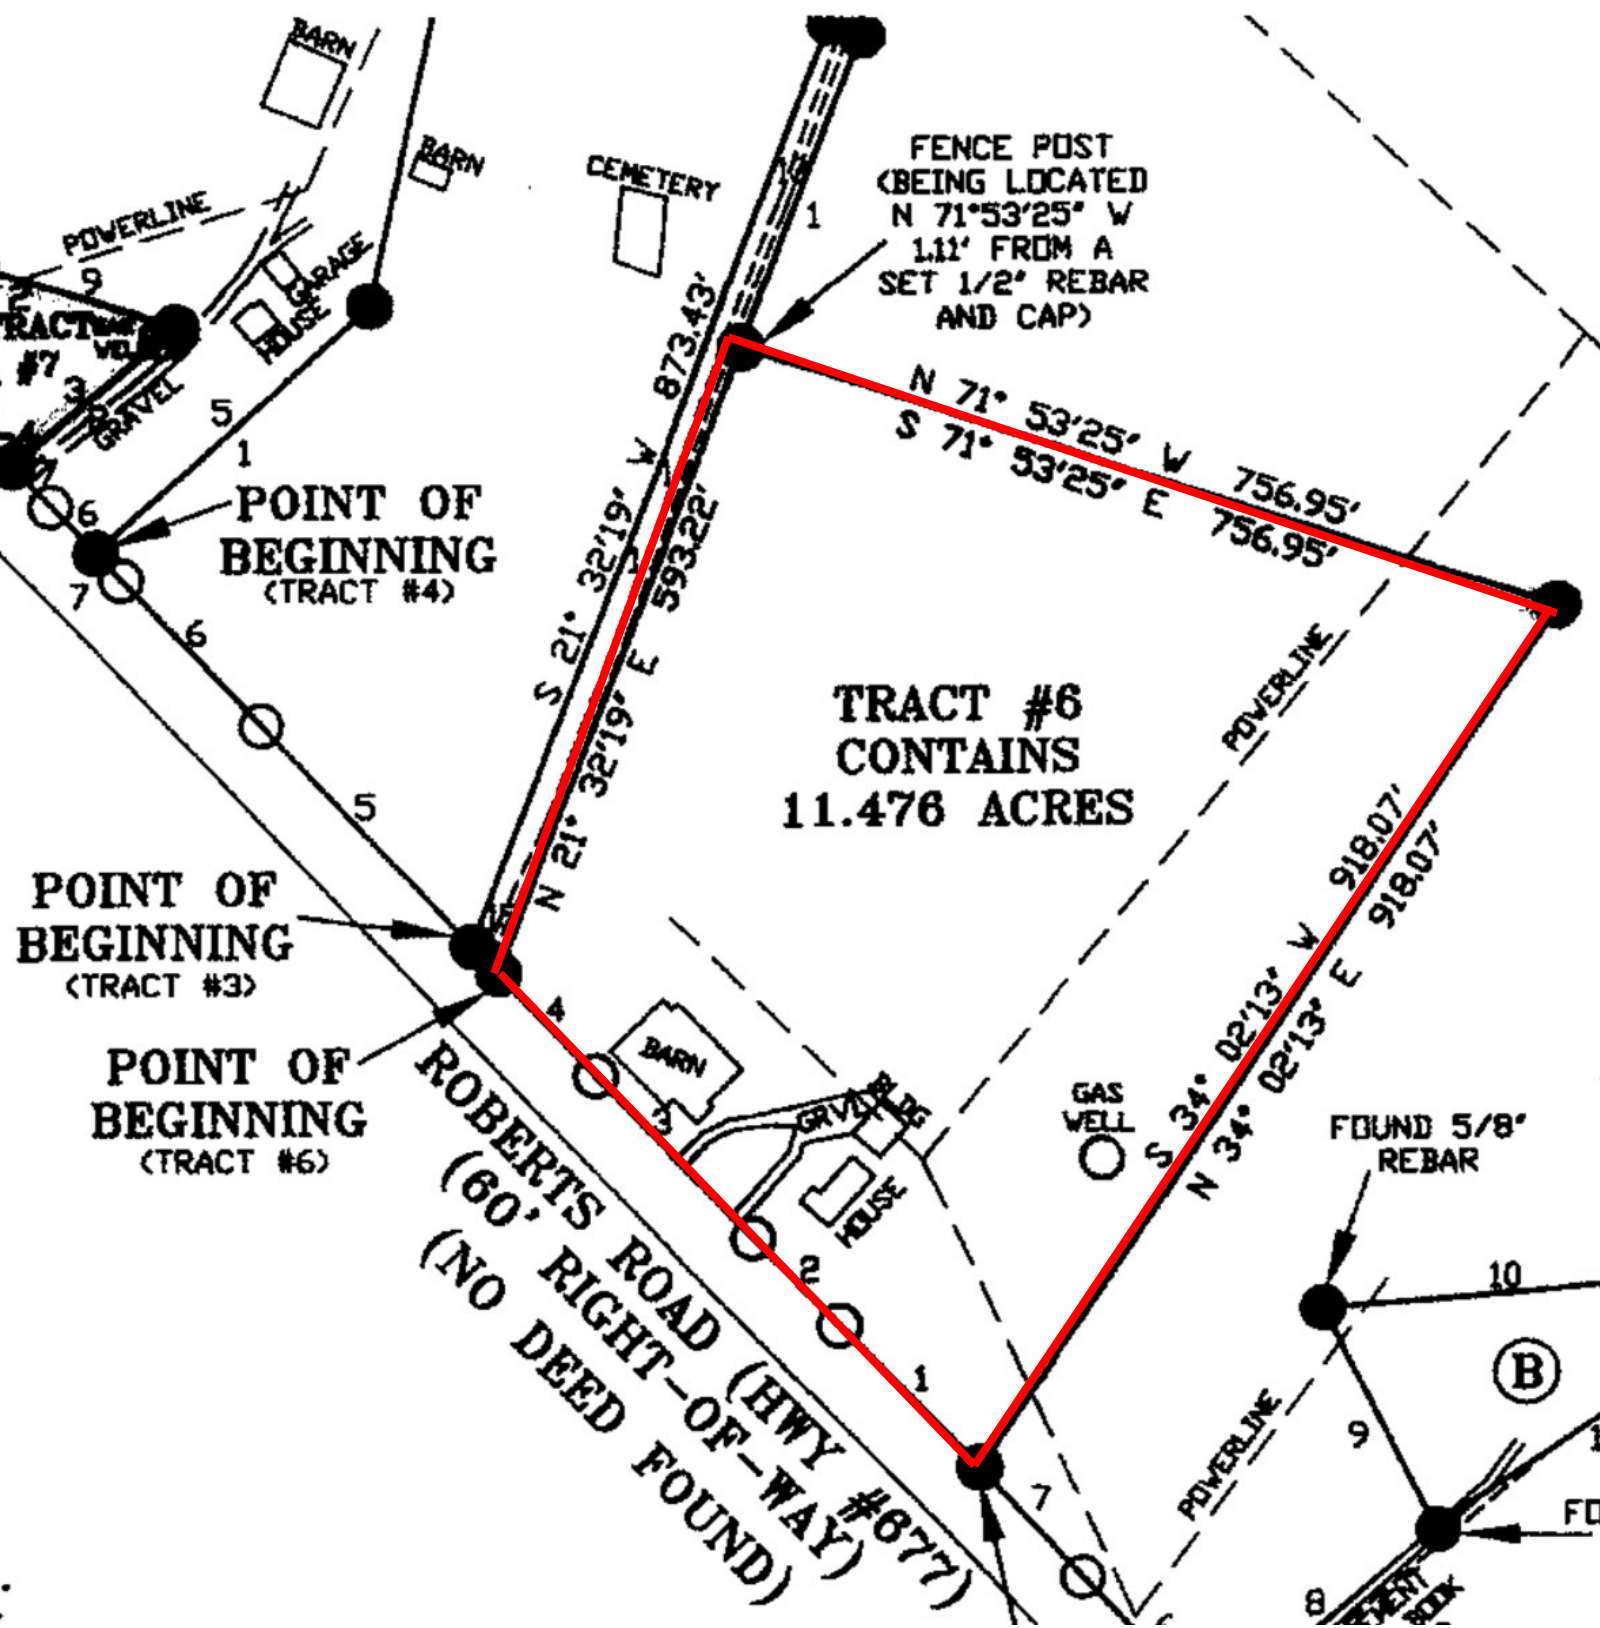 BARN
BARN
CEMETERY
POWERLINE
GARAGE
HOUSE
9
TRACT
#7
3
GRAVEL
5
1
6
7
6
5
POINT OF
BEGINNING
(TRACT #4)
FENCE POST
(BEING LOCATED
N 71°53'25" W
1.11' FROM A
SET 1/2" REBAR
AND CAP)
1
S 21° 32'19" W 873.43'
N 21° 32'19" E 593.22'
N 71° 53'25" W 756.95'
S 71° 53'25" E 756.95'
POWERLINE
TRACT #6
CONTAINS
11.476 ACRES
S 34° 02'13" W 918.07'
N 34° 02'13" E 918.07'
POINT OF
BEGINNING
(TRACT #3)
POINT OF
BEGINNING
(TRACT #6)
4
BARN
3
GRVL
BLDG
HOUSE
2
1
7
GAS
WELL
ROBERTS ROAD (HWY #677)
(60' RIGHT-OF-WAY)
(NO DEED FOUND)
FOUND 5/8"
REBAR
10
B
9
POWERLINE
8